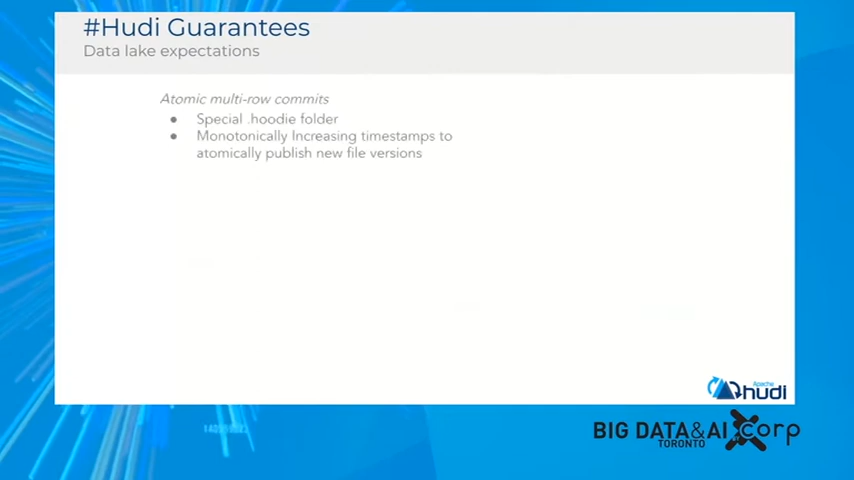 #Hudi Guarantees
Data lake expectations
Atomic multi-row commits
● Special .hoodie folder
● Monotonically Increasing timestamps to
atomically publish new file versions
Apache
hudi
BIG DATA&AI
TORONTO
corp